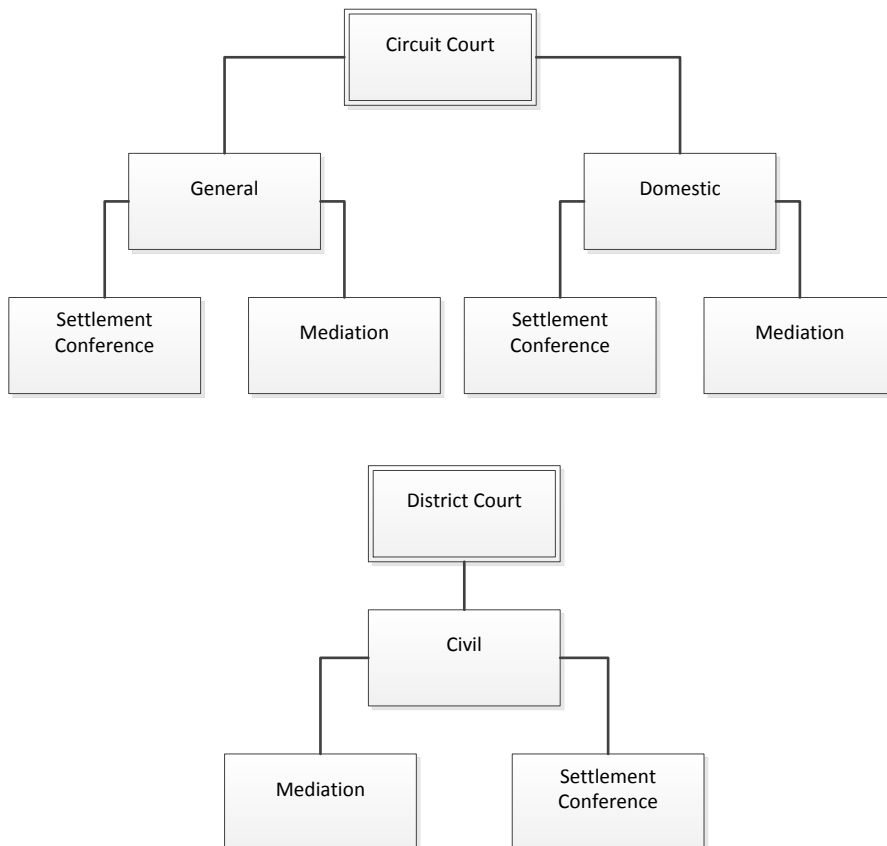 Circuit Court
General
Domestic
Settlement
Conference
Mediation
Settlement
Conference
Mediation
District Court
Civil
Mediation
Settlement
Conference